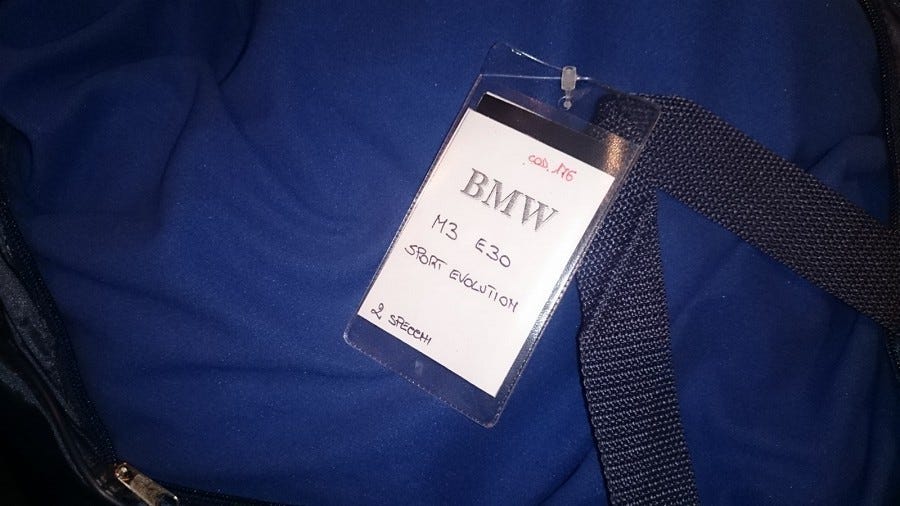 COD. 176
BMW
M3 E30
SPORT EVOLUTION
2 SPECCHI